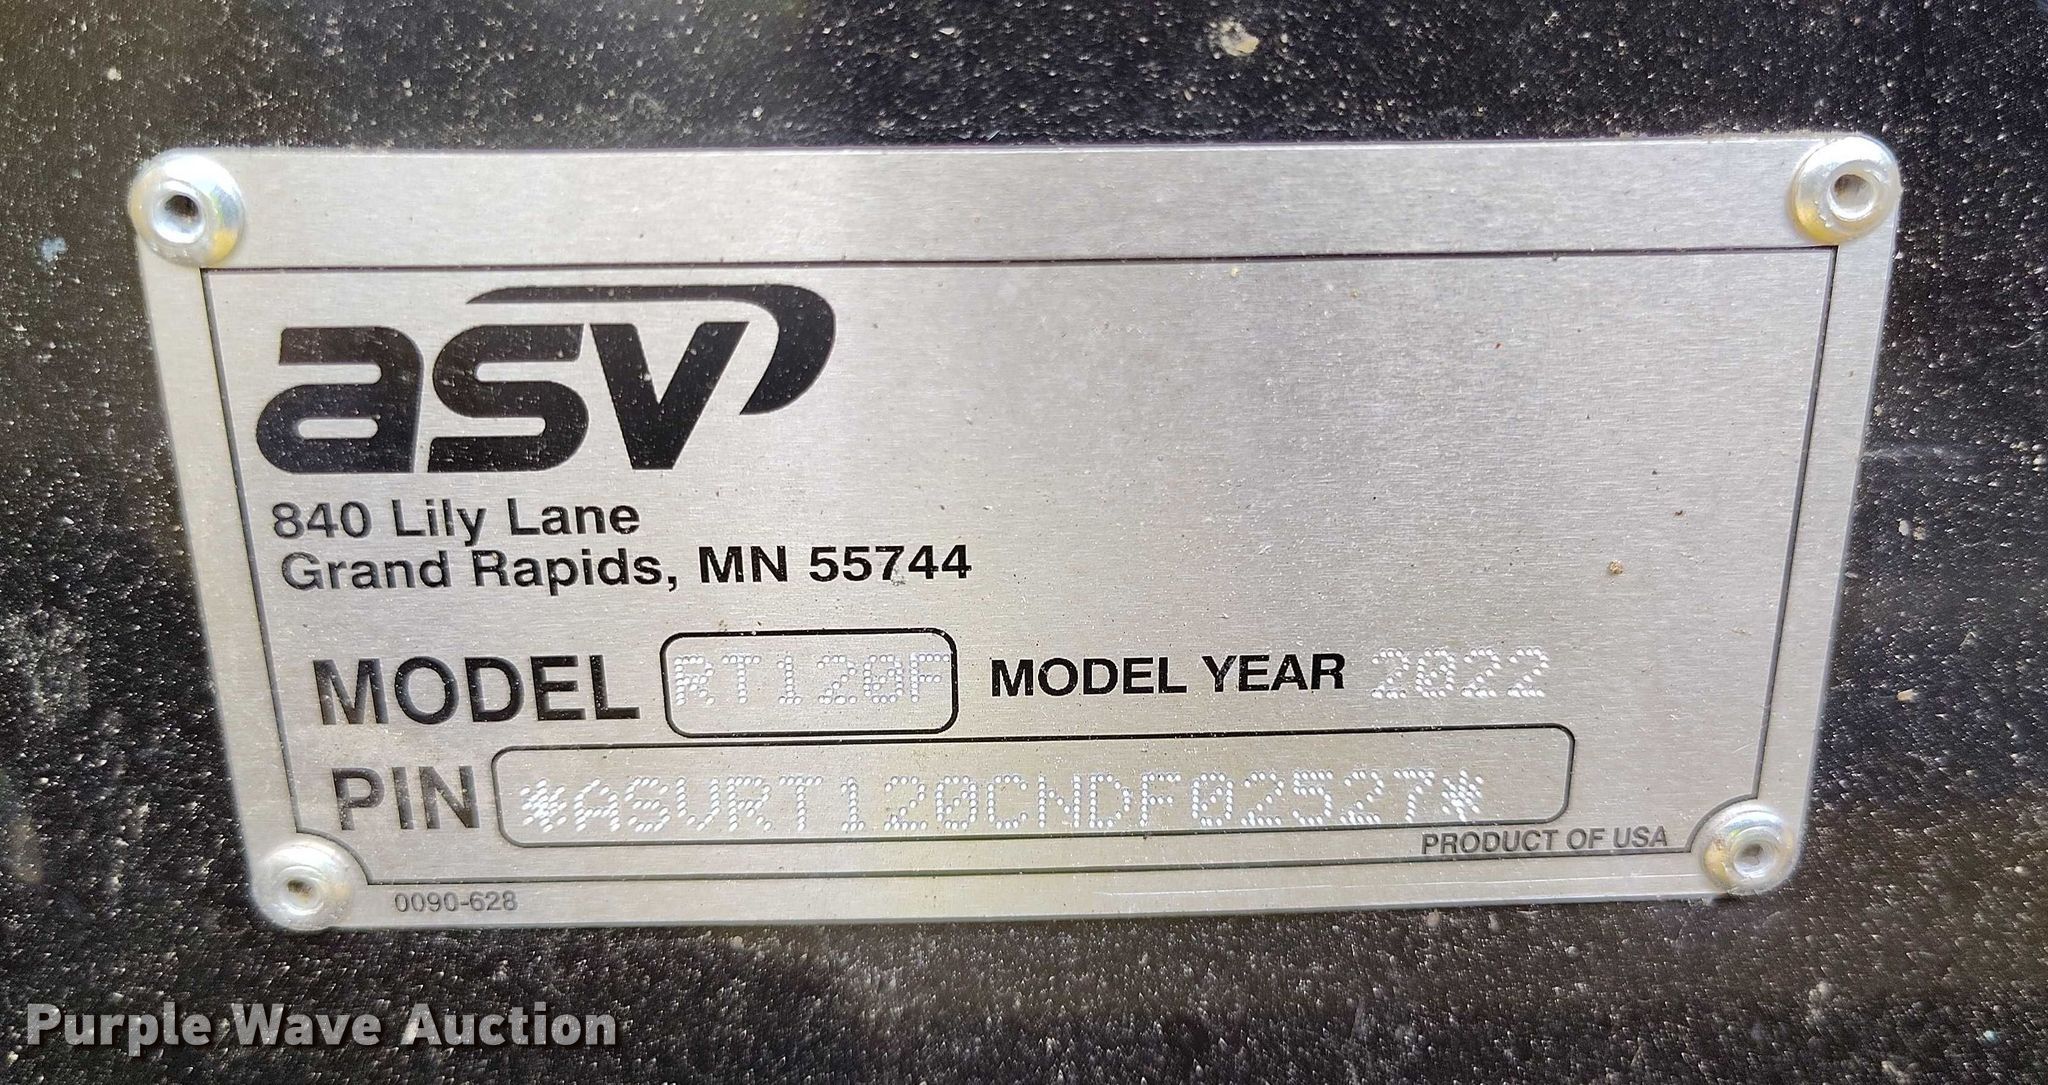 asv
840 Lily Lane
Grand Rapids, MN 55744
MODEL RT120F MODEL YEAR 2022
PIN *ASVRT120CNDF02527*
PRODUCT OF USA
0090-628
Purple Wave Auction